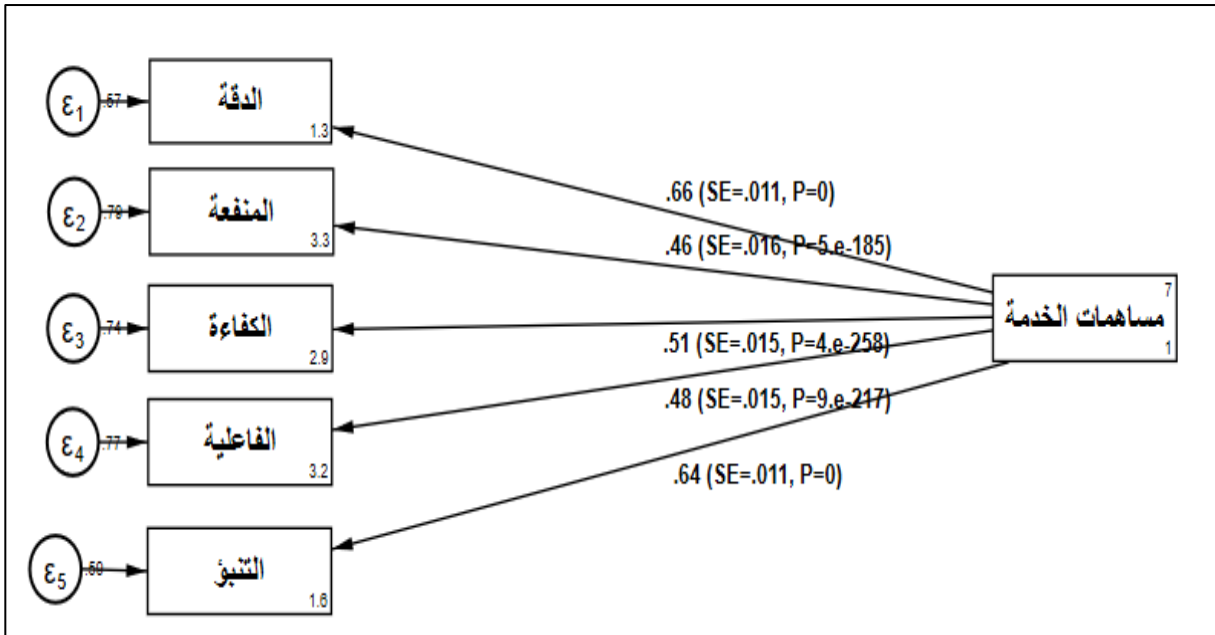 ε1
.57
الدقة
1.3
ε2
.79
المنفعة
3.3
ε3
.74
الكفاءة
2.9
ε4
.77
الفاعلية
3.2
ε5
.59
التنبؤ
1.6
.66 (SE=.011, P=0)
.46 (SE=.016, P=5.e-185)
.51 (SE=.015, P=4.e-258)
.48 (SE=.015, P=9.e-217)
.64 (SE=.011, P=0)
7
مساهمات الخدمة
1